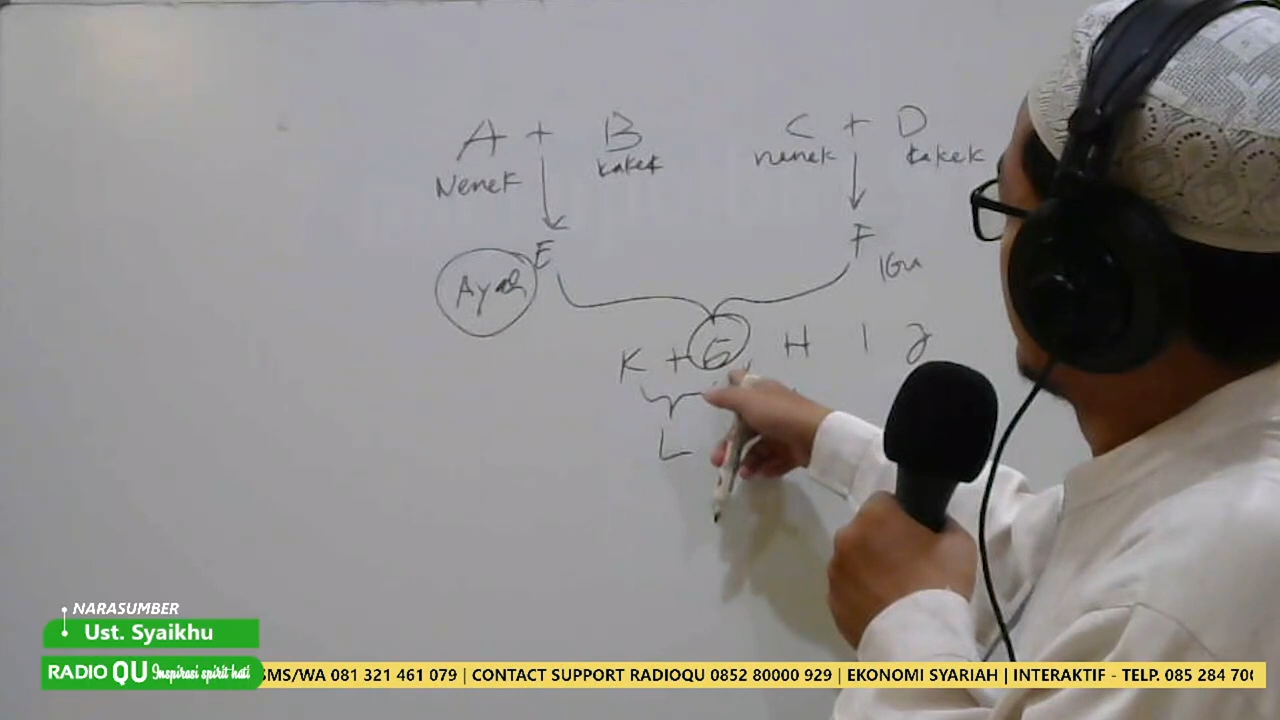 A + B C + D
Nenek kakek nenek kakek
E F
Ayah Ibu
K + G H I J
L
NARASUMBER
Ust. Syaikhu
RADIO QU Inspirasi spirit hati
SMS/WA 081 321 461 079 | CONTACT SUPPORT RADIOQU 0852 80000 929 | EKONOMI SYARIAH | INTERAKTIF - TELP. 085 284 70